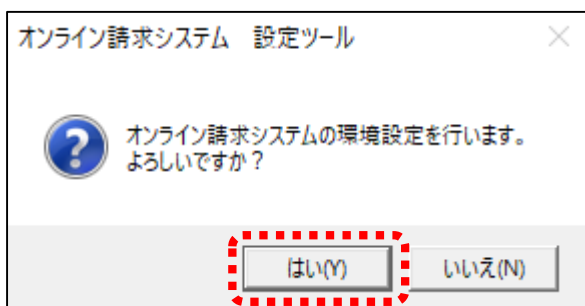 オンライン請求システム　設定ツール
オンライン請求システムの環境設定を行います。
よろしいですか？
はい(Y)
いいえ(N)